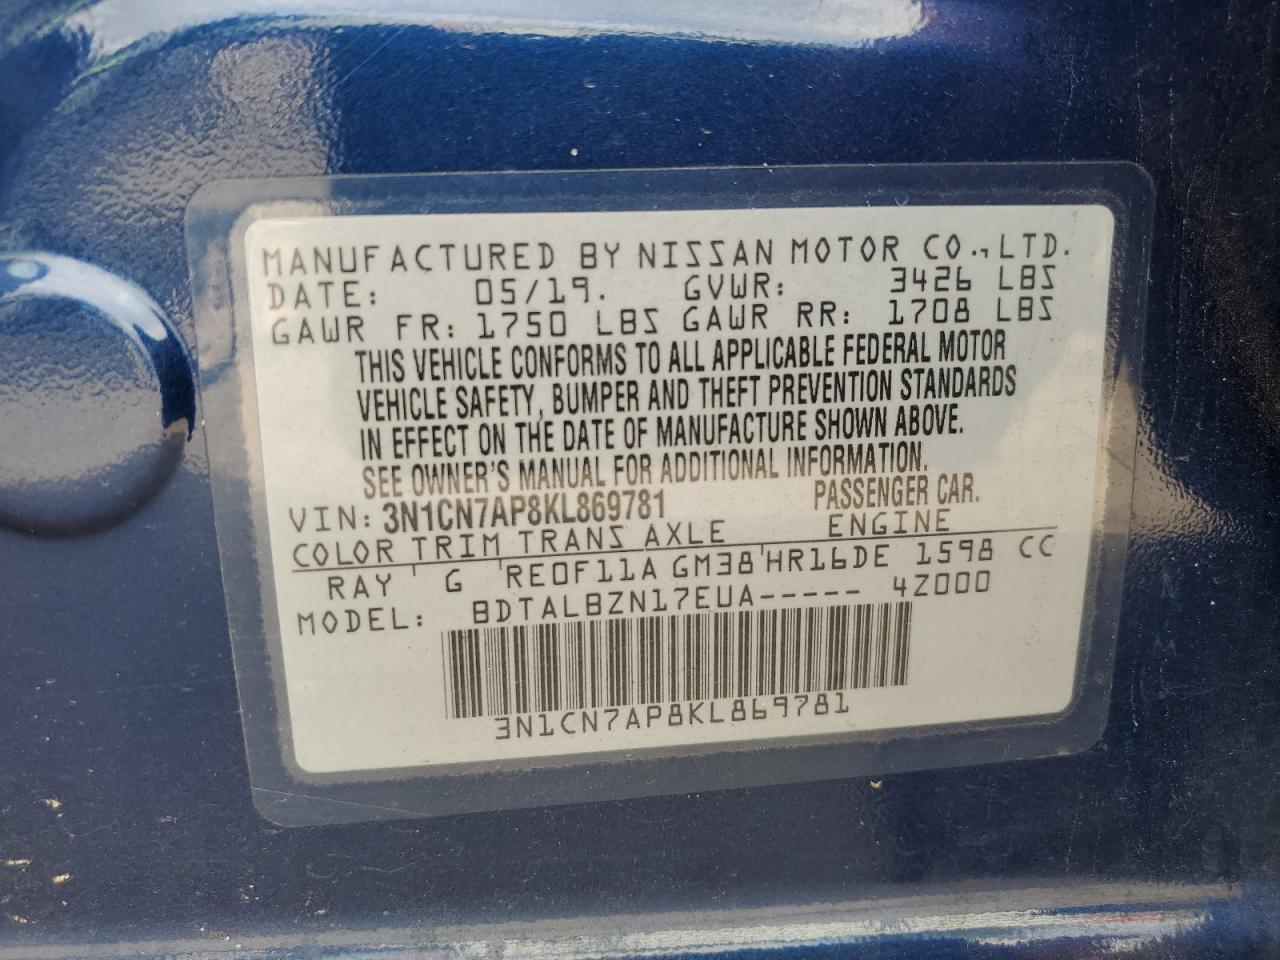 MANUFACTURED BY NISSAN MOTOR CO.,LTD.
DATE: 05/19. GVWR: 3426 LBS
GAWR FR: 1750 LBS GAWR RR: 1708 LBS
THIS VEHICLE CONFORMS TO ALL APPLICABLE FEDERAL MOTOR
VEHICLE SAFETY, BUMPER AND THEFT PREVENTION STANDARDS
IN EFFECT ON THE DATE OF MANUFACTURE SHOWN ABOVE.
SEE OWNER'S MANUAL FOR ADDITIONAL INFORMATION.
VIN: 3N1CN7AP8KL869781 PASSENGER CAR.
COLOR TRIM TRANS AXLE ENGINE
RAY ' G ' RE0F11A GM38 ' HR16DE 1598 CC
MODEL: BDTALBZN17EUA----- 4Z000
3N1CN7AP8KL869781